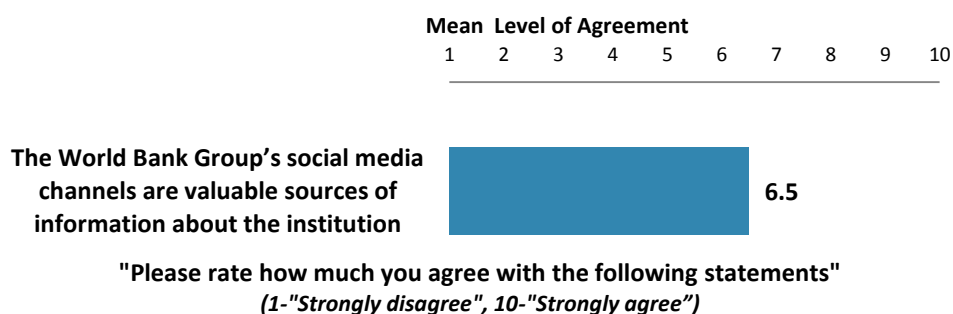 Mean Level of Agreement
1 2 3 4 5 6 7 8 9 10
The World Bank Group’s social media
channels are valuable sources of
information about the institution
6.5
"Please rate how much you agree with the following statements"
(1-"Strongly disagree", 10-"Strongly agree”)